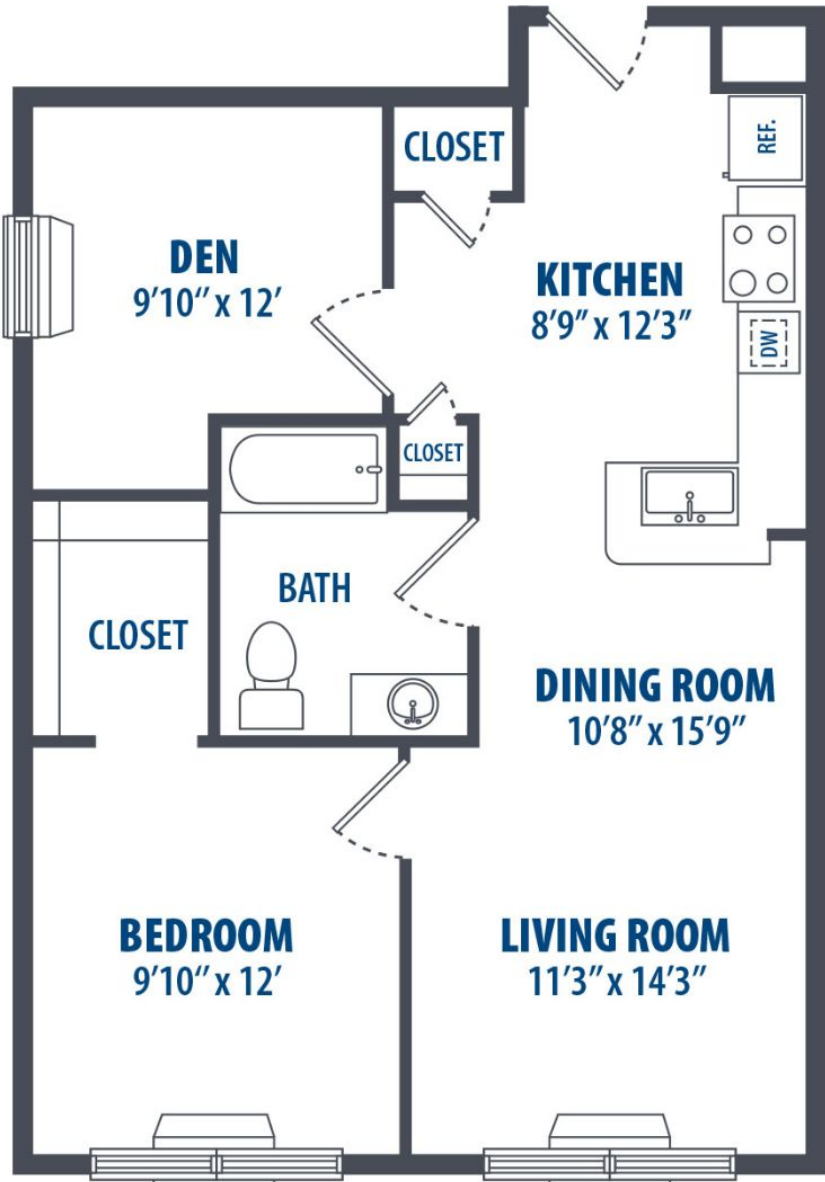 CLOSET
REF.
DEN
9’10” x 12’
KITCHEN
8’9” x 12’3”
DW
CLOSET
BATH
CLOSET
DINING ROOM
10’8” x 15’9”
BEDROOM
9’10” x 12’
LIVING ROOM
11’3” x 14’3”